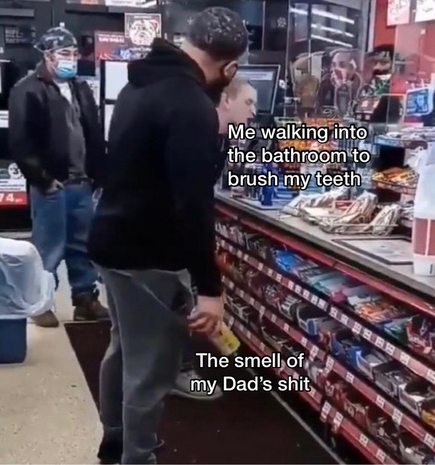 Me walking into
the bathroom to
brush my teeth
The smell of
my Dad's shit